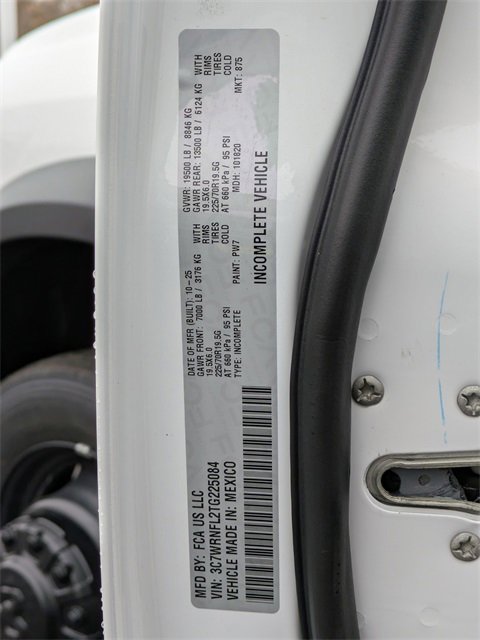 MFD BY: FCA US LLC
DATE OF MFR (BUILT): 10-25
GVWR: 19500 LB / 8846 KG
GAWR FRONT: 7000 LB / 3176 KG WITH
19.5X6.0 RIMS
225/70R19.5G TIRES
AT 660 kPa / 95 PSI COLD
GAWR REAR: 13500 LB / 6124 KG WITH
19.5X6.0 RIMS
225/70R19.5G TIRES
AT 660 kPa / 95 PSI COLD
VIN: 3C7WRNFL2TG225084
TYPE: INCOMPLETE
PAINT: PW7
MDH: 101820
MKT: 875
VEHICLE MADE IN: MEXICO
INCOMPLETE VEHICLE